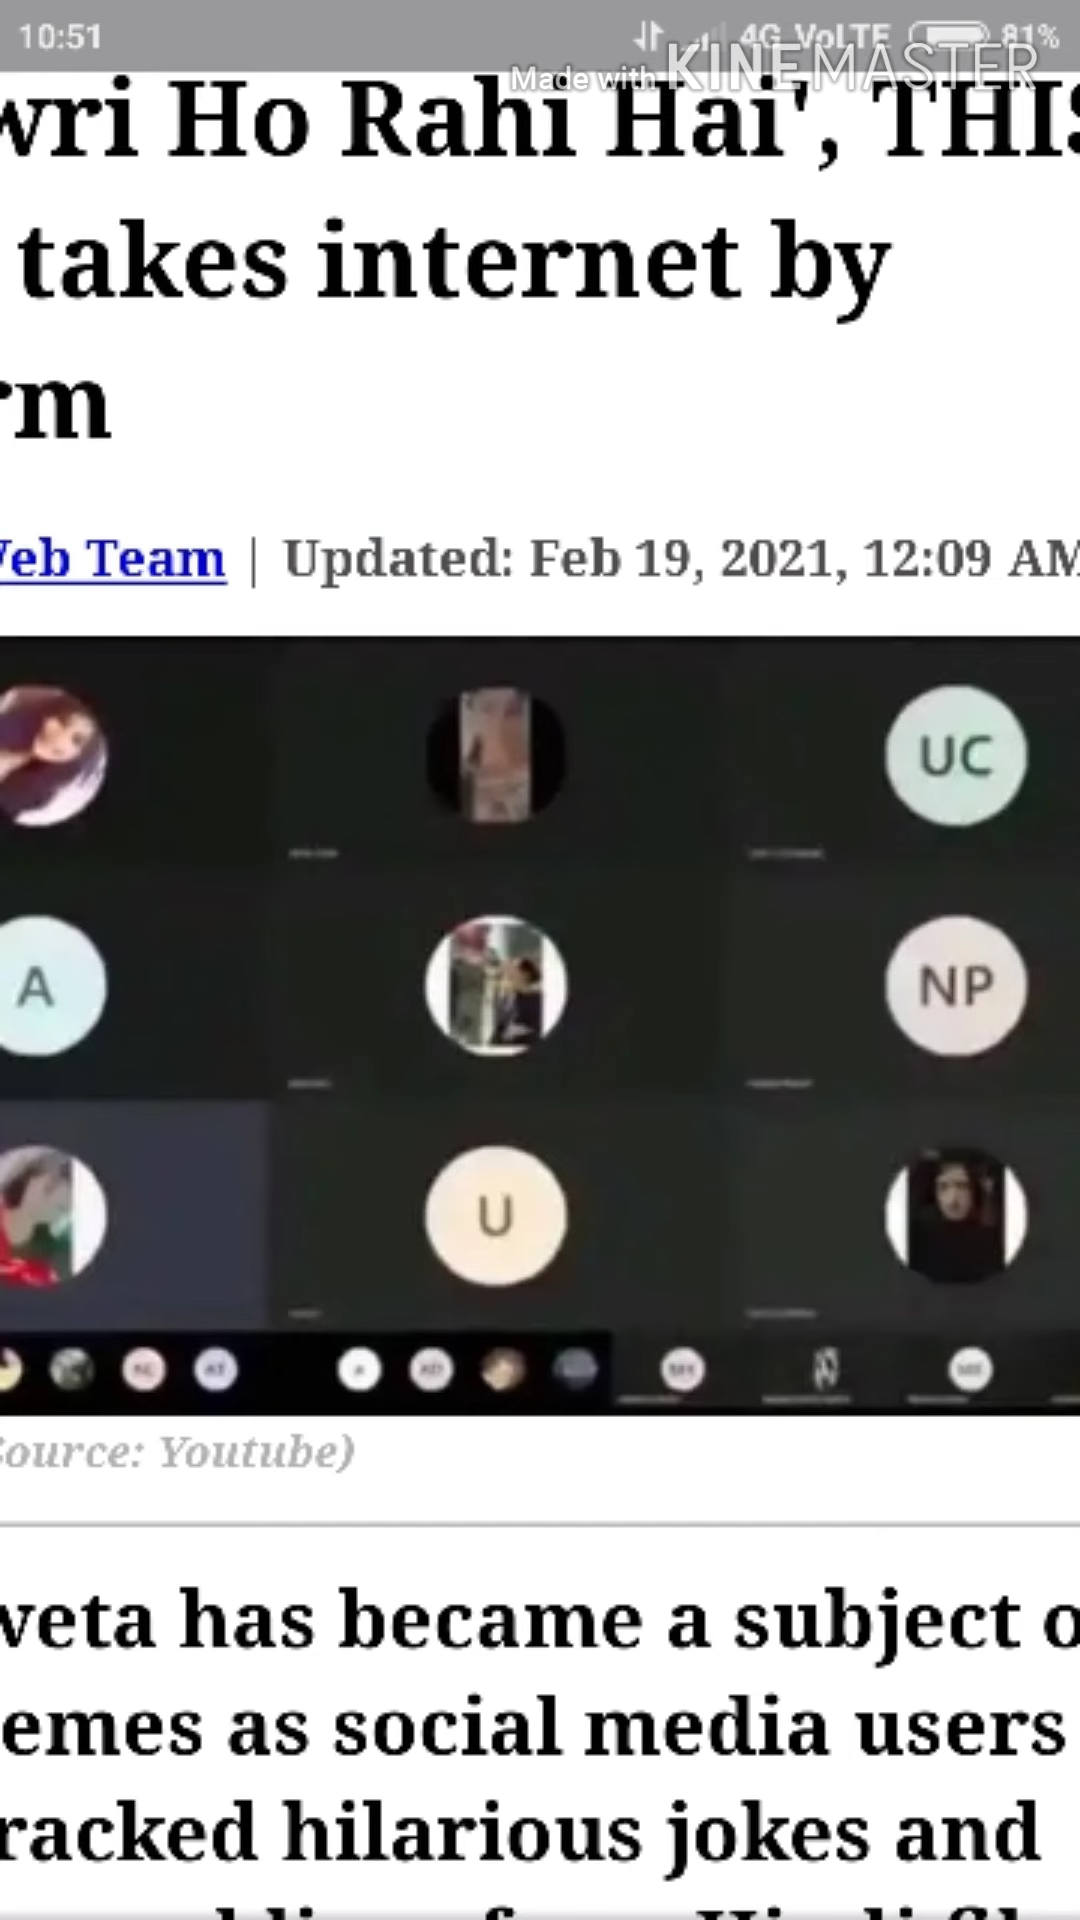 10:51
4G VoLTE 81%
Made with KINEMASTER
wri Ho Rahi Hai', THIS
takes internet by
rm
Web Team | Updated: Feb 19, 2021, 12:09 AM
UC
A
NP
U
Source: Youtube)
veta has became a subject o
emes as social media users
racked hilarious jokes and